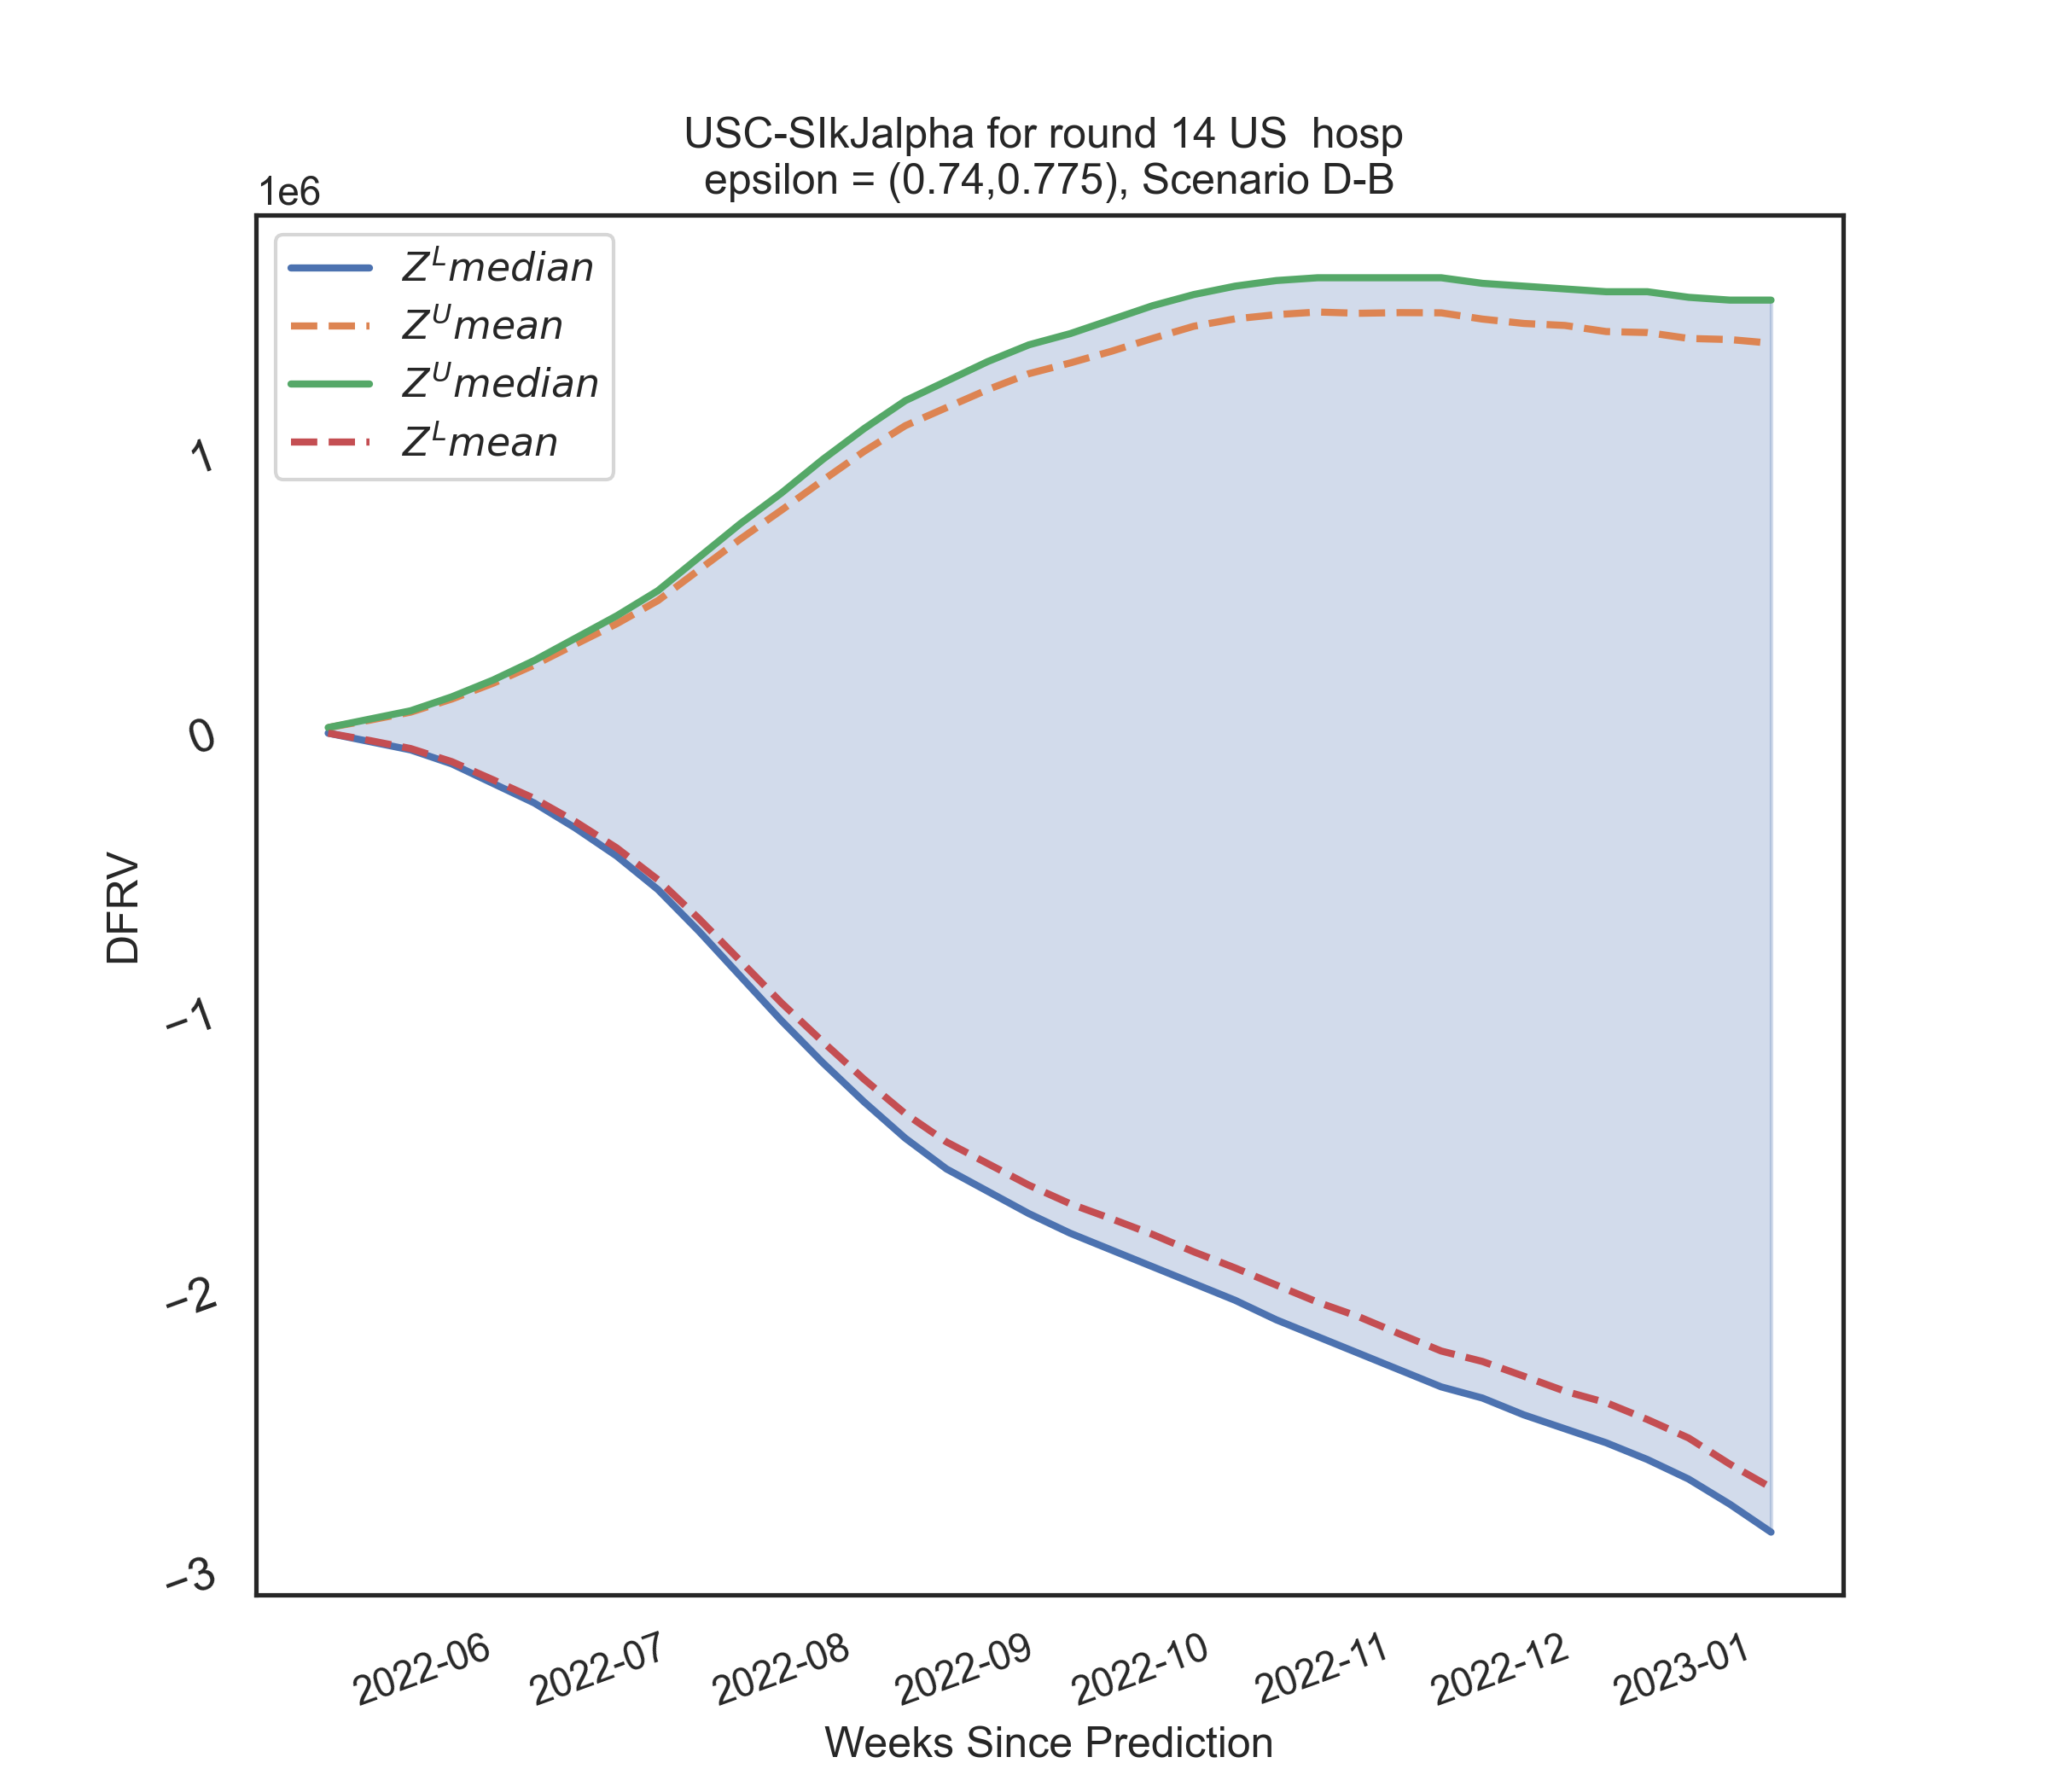 USC-SIkJalpha for round 14 US  hosp
epsilon = (0.74,0.775), Scenario D-B
1e6
Z^L median
Z^U mean
Z^U median
Z^L mean
1
0
−1
−2
−3
DFRV
2022-06
2022-07
2022-08
2022-09
2022-10
2022-11
2022-12
2023-01
Weeks Since Prediction